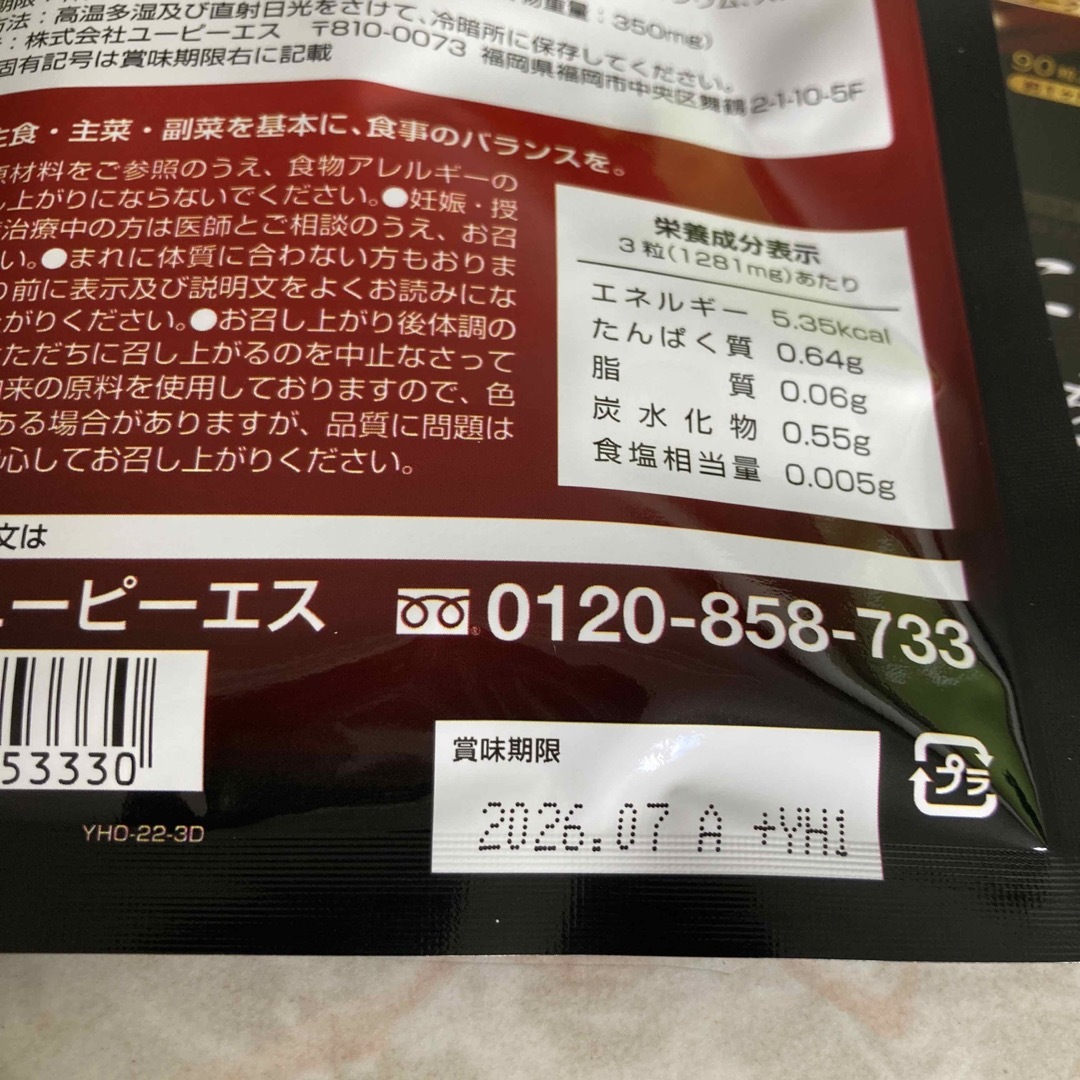 方法：高温多湿及び直射日光をさけて、冷暗所に保存してください。
物重量：350mg)
：株式会社ユーピーエス 〒810-0073 福岡県福岡市中央区舞鶴2-1-10-5F
固有記号は賞味期限右に記載
主食・主菜・副菜を基本に、食事のバランスを。
原材料をご参照のうえ、食物アレルギーの
し上がりにならないでください。●妊娠・授
治療中の方は医師とご相談のうえ、お召
い。●まれに体質に合わない方もおりま
り前に表示及び説明文をよくお読みにな
がりください。●お召し上がり後体調の
ただちに召し上がるのを中止なさって
由来の原料を使用しておりますので、色
ある場合がありますが、品質に問題は
心してお召し上がりください。
栄養成分表示
3粒(1281mg)あたり
エネルギー 5.35kcal
たんぱく質 0.64g
脂質 0.06g
炭水化物 0.55g
食塩相当量 0.005g
文は
ユーピーエス 0120-858-733
53330
YHO-22-3D
賞味期限
2026.07 A +YH1
プラ
90粒